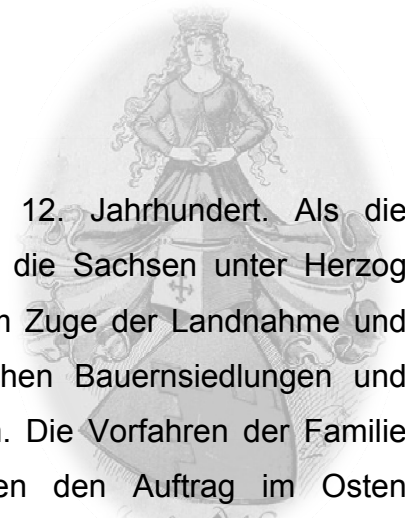 12. Jahrhundert. Als die
die Sachsen unter Herzog
Zuge der Landnahme und
Bauernsiedlungen und
Die Vorfahren der Familie
den Auftrag im Osten